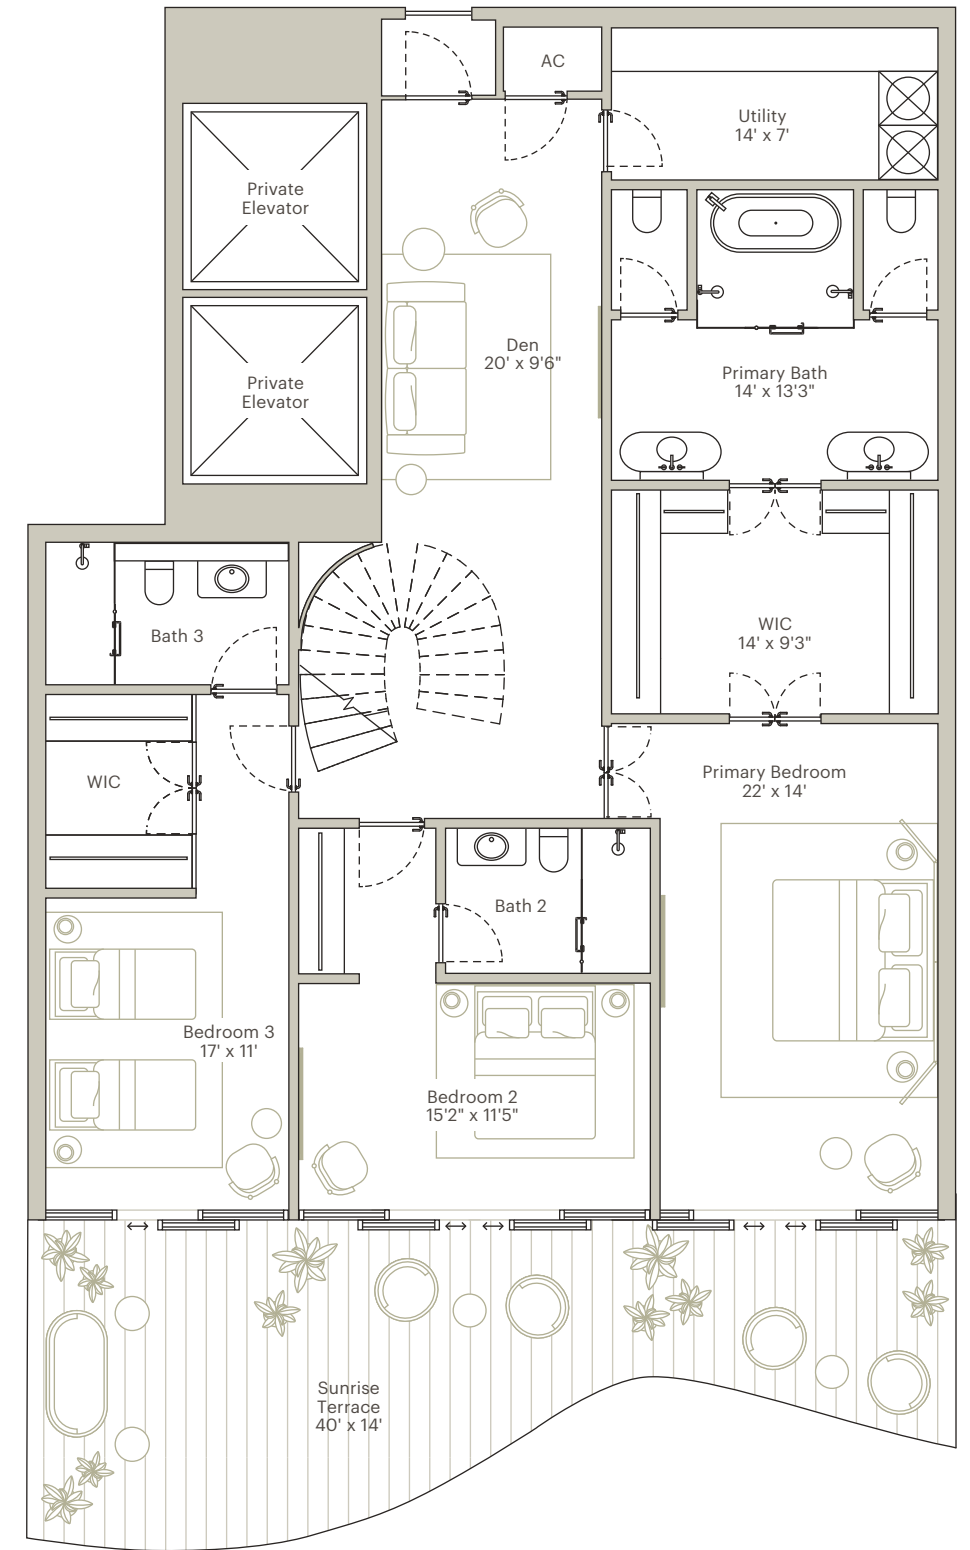 AC
Utility
14' x 7'
Private
Elevator
Private
Elevator
Den
20' x 9'6"
Primary Bath
14' x 13'3"
Bath 3
WIC
14' x 9'3"
WIC
Primary Bedroom
22' x 14'
Bath 2
Bedroom 3
17' x 11'
Bedroom 2
15'2" x 11'5"
Sunrise
Terrace
40' x 14'